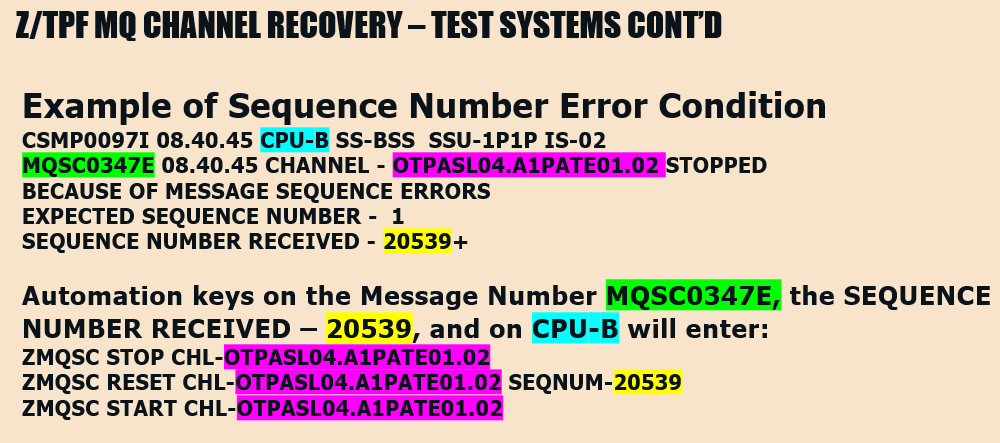 Z/TPF MQ CHANNEL RECOVERY – TEST SYSTEMS CONT’D
Example of Sequence Number Error Condition
CSMP0097I 08.40.45 CPU-B SS-BSS  SSU-1P1P IS-02
MQSC0347E 08.40.45 CHANNEL - OTPASL04.A1PATE01.02 STOPPED
BECAUSE OF MESSAGE SEQUENCE ERRORS
EXPECTED SEQUENCE NUMBER -  1
SEQUENCE NUMBER RECEIVED - 20539+
Automation keys on the Message Number MQSC0347E, the SEQUENCE
NUMBER RECEIVED – 20539, and on CPU-B will enter:
ZMQSC STOP CHL-OTPASL04.A1PATE01.02
ZMQSC RESET CHL-OTPASL04.A1PATE01.02 SEQNUM-20539
ZMQSC START CHL-OTPASL04.A1PATE01.02